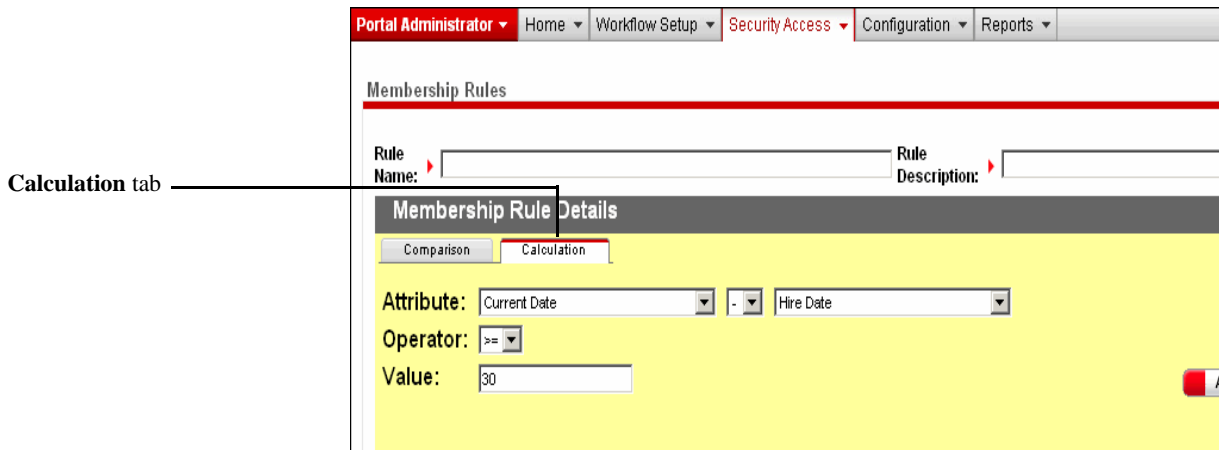 Portal Administrator Home Workflow Setup Security Access Configuration Reports
Membership Rules
Rule Name:
Rule Description:
Calculation tab
Membership Rule Details
Comparison Calculation
Attribute: Current Date - Hire Date
Operator: >=
Value: 30
A